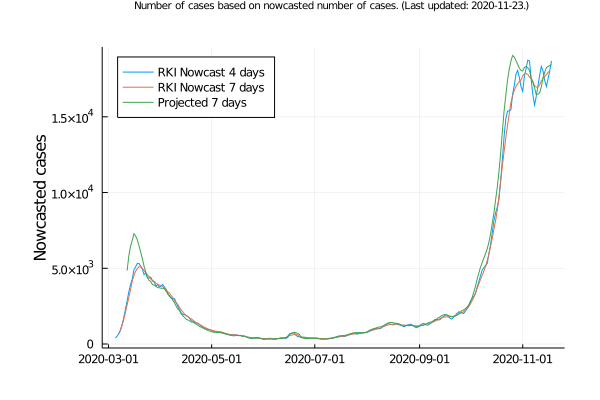 Number of cases based on nowcasted number of cases. (Last updated: 2020-11-23.)
RKI Nowcast 4 days
RKI Nowcast 7 days
Projected 7 days
Nowcasted cases
1.5×10⁴
1.0×10⁴
5.0×10³
0
2020-03-01 2020-05-01 2020-07-01 2020-09-01 2020-11-01